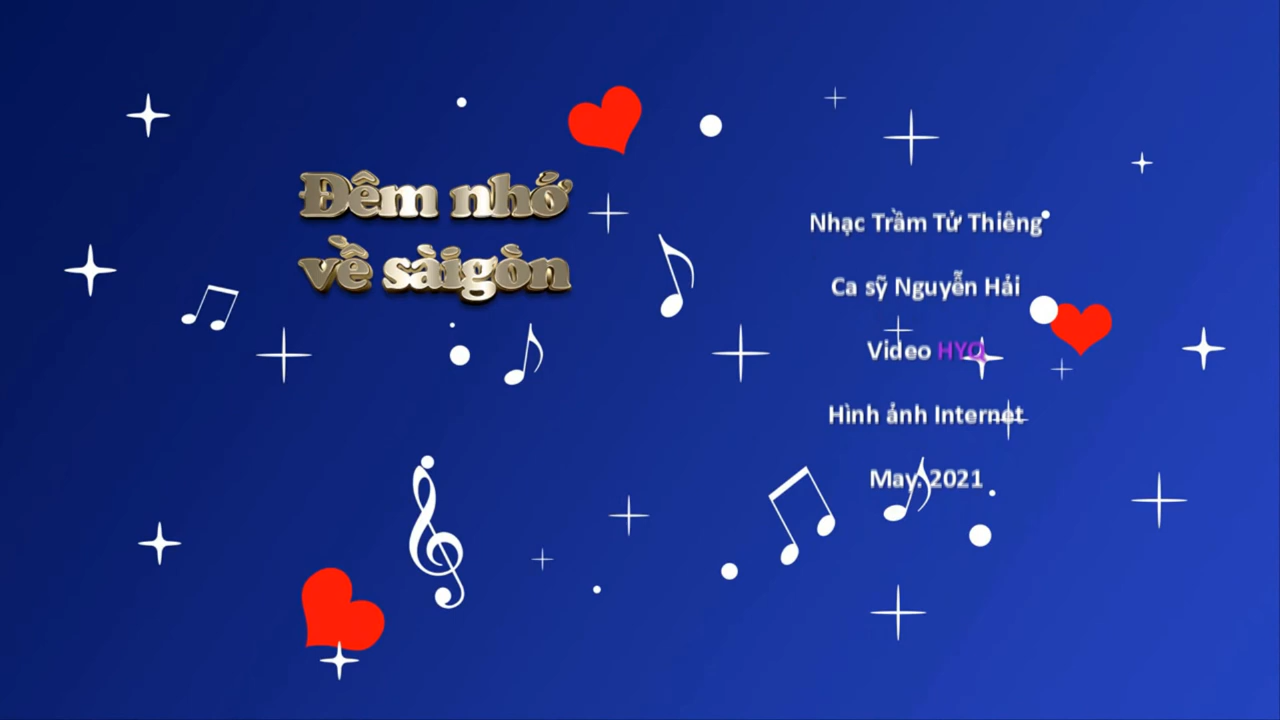 Đêm nhớ
về sàigòn
Nhạc Trầm Tử Thiêng
Ca sỹ Nguyễn Hải
Video HYQ
Hình ảnh Internet
May. 2021